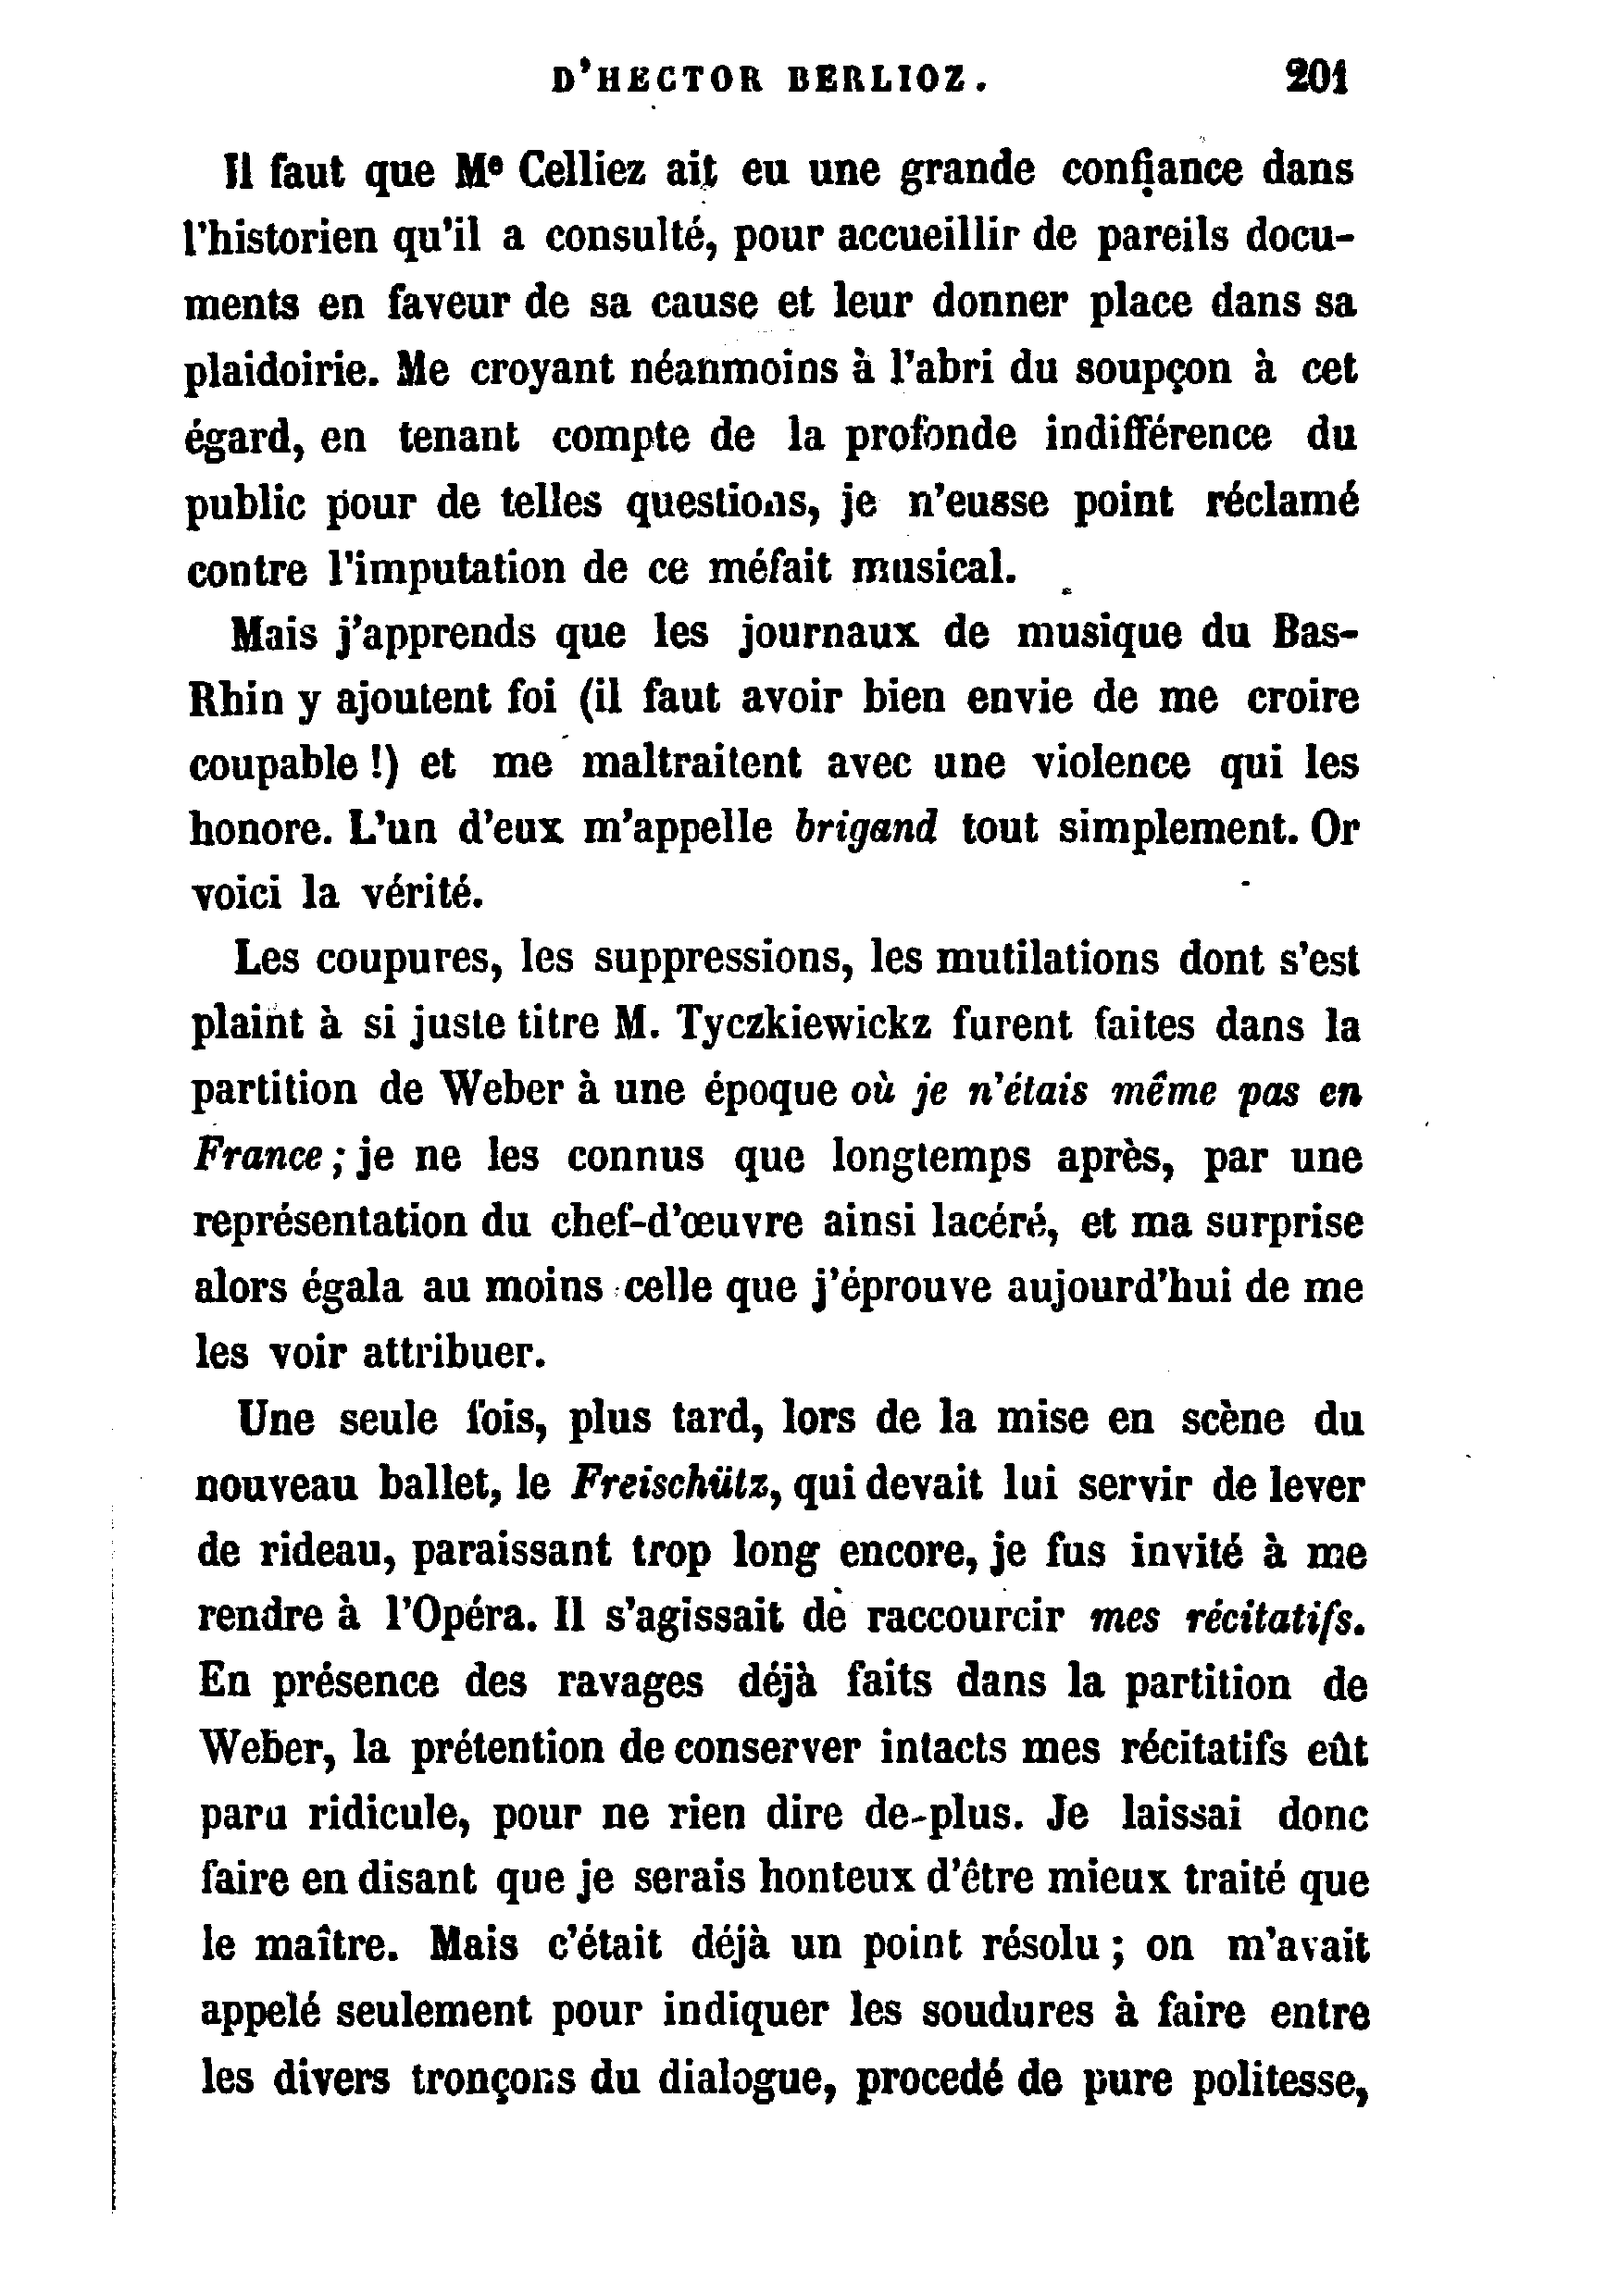 D'HECTOR BERLIOZ. 201
Il faut que Mᵉ Celliez ait eu une grande confiance dans
l'historien qu'il a consulté, pour accueillir de pareils docu-
ments en faveur de sa cause et leur donner place dans sa
plaidoirie. Me croyant néanmoins à l'abri du soupçon à cet
égard, en tenant compte de la profonde indifférence du
public pour de telles questions, je n'eusse point réclamé
contre l'imputation de ce méfait musical.
Mais j'apprends que les journaux de musique du Bas-
Rhin y ajoutent foi (il faut avoir bien envie de me croire
coupable !) et me maltraitent avec une violence qui les
honore. L'un d'eux m'appelle brigand tout simplement. Or
voici la vérité.
Les coupures, les suppressions, les mutilations dont s'est
plaint à si juste titre M. Tyczkiewickz furent faites dans la
partition de Weber à une époque où je n'étais même pas en
France ; je ne les connus que longtemps après, par une
représentation du chef-d'œuvre ainsi lacéré, et ma surprise
alors égala au moins celle que j'éprouve aujourd'hui de me
les voir attribuer.
Une seule fois, plus tard, lors de la mise en scène du
nouveau ballet, le Freischütz, qui devait lui servir de lever
de rideau, paraissant trop long encore, je fus invité à me
rendre à l'Opéra. Il s'agissait de raccourcir mes récitatifs.
En présence des ravages déjà faits dans la partition de
Weber, la prétention de conserver intacts mes récitatifs eût
paru ridicule, pour ne rien dire de-plus. Je laissai donc
faire en disant que je serais honteux d'être mieux traité que
le maître. Mais c'était déjà un point résolu ; on m'avait
appelé seulement pour indiquer les soudures à faire entre
les divers tronçons du dialogue, procedé de pure politesse,